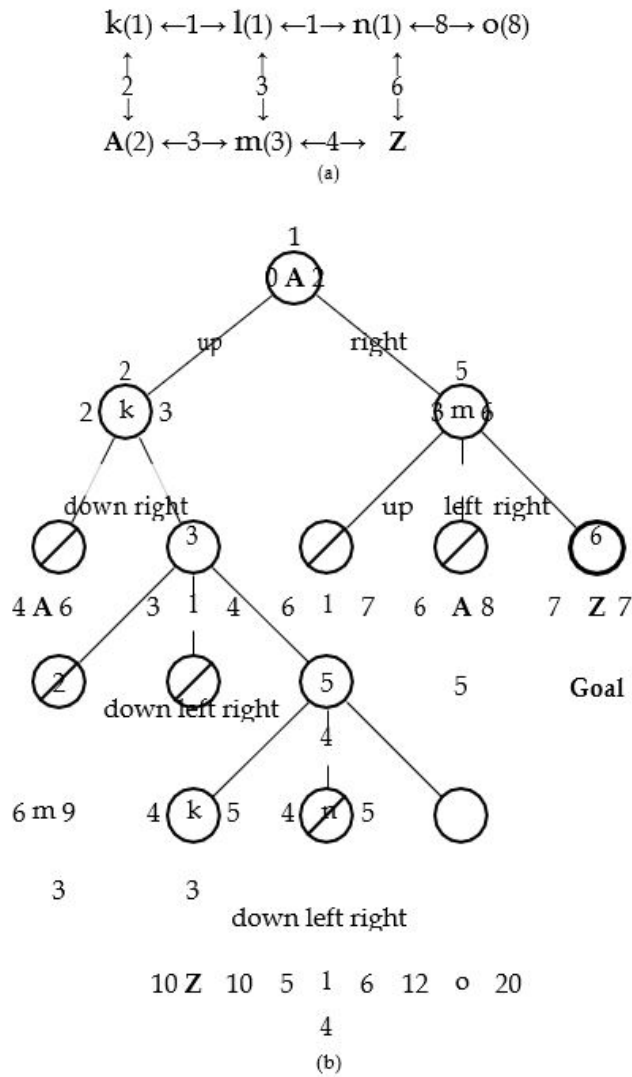 k(1) ←1→ l(1) ←1→ n(1) ←8→ o(8)
↑ ↑ ↑
2 3 6
↓ ↓ ↓
A(2) ←3→ m(3) ←4→ Z
(a)
1
0 A 2
up right
2 5
2 k 3 3 m 6
down right up left right
3 6
4 A 6 3 1 4 6 1 7 6 A 8 7 Z 7
2 5 5 Goal
down left right
4
6 m 9 4 k 5 4 n 5
3 3
down left right
10 Z 10 5 1 6 12 o 20
4
(b)